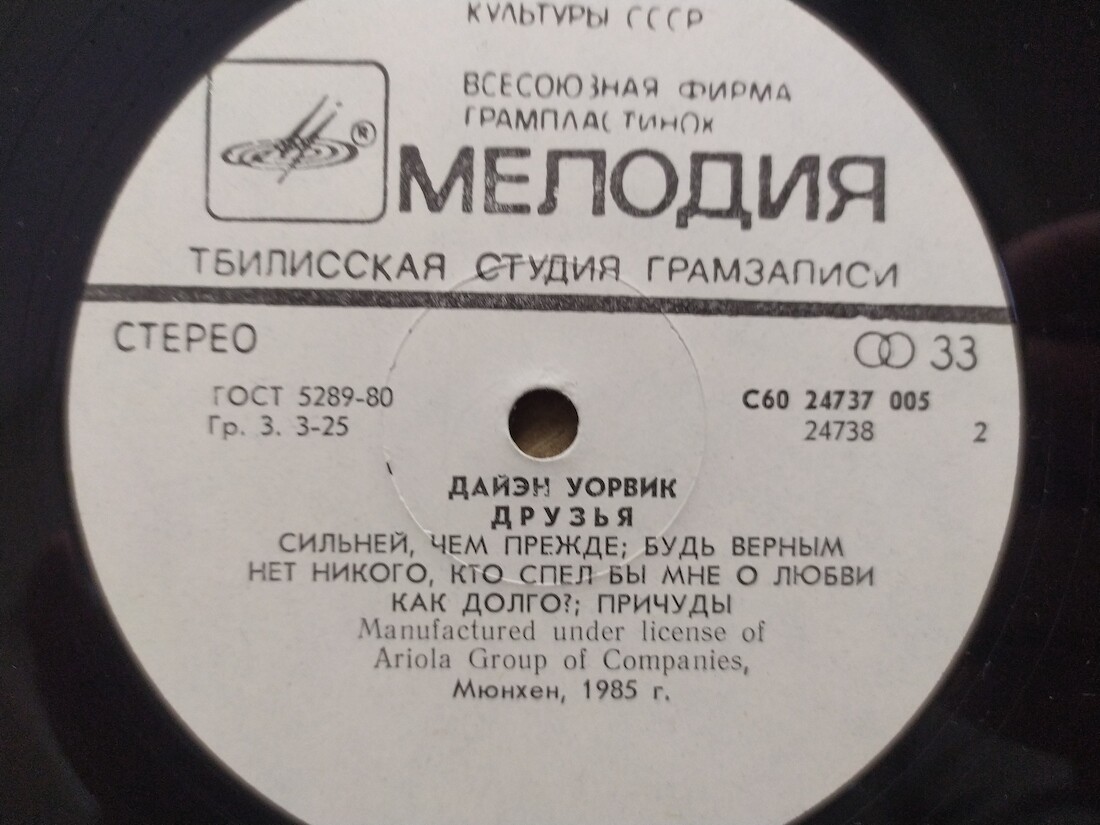 КУЛЬТУРЫ СССР
ВСЕСОЮЗНАЯ ФИРМА
ГРАМПЛАСТИНОК
®
МЕЛОДИЯ
ТБИЛИССКАЯ СТУДИЯ ГРАМЗАПИСИ
СТЕРЕО
33
ГОСТ 5289-80
Гр. 3. 3-25
С60 24737 005
24738 2
ДАЙЭН УОРВИК
ДРУЗЬЯ
СИЛЬНЕЙ, ЧЕМ ПРЕЖДЕ; БУДЬ ВЕРНЫМ
НЕТ НИКОГО, КТО СПЕЛ БЫ МНЕ О ЛЮБВИ
КАК ДОЛГО?; ПРИЧУДЫ
Manufactured under license of
Ariola Group of Companies,
Мюнхен, 1985 г.